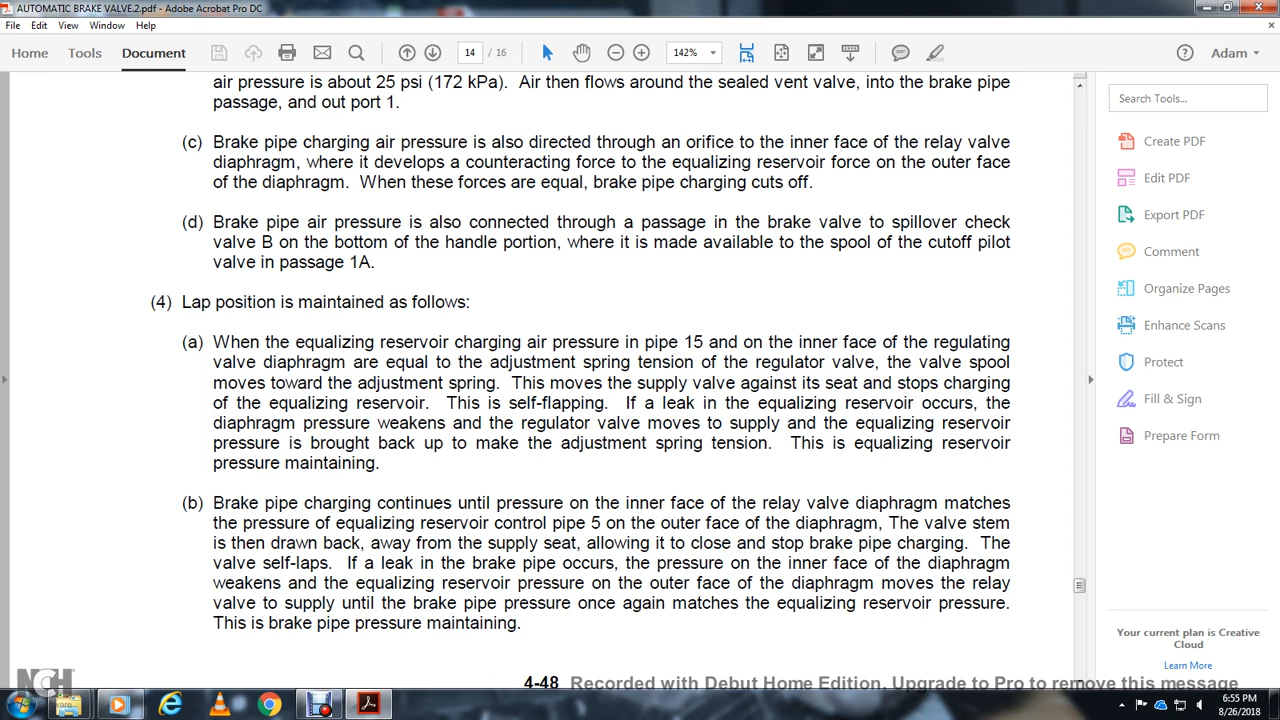 AUTOMATIC BRAKE VALVE.2.pdf - Adobe Acrobat Pro DC
File Edit View Window Help
Home Tools Document 14 / 16 142% Adam
air pressure is about 25 psi (172 kPa). Air then flows around the sealed vent valve, into the brake pipe
passage, and out port 1.
(c) Brake pipe charging air pressure is also directed through an orifice to the inner face of the relay valve
diaphragm, where it develops a counteracting force to the equalizing reservoir force on the outer face
of the diaphragm. When these forces are equal, brake pipe charging cuts off.
(d) Brake pipe air pressure is also connected through a passage in the brake valve to spillover check
valve B on the bottom of the handle portion, where it is made available to the spool of the cutoff pilot
valve in passage 1A.
(4) Lap position is maintained as follows:
(a) When the equalizing reservoir charging air pressure in pipe 15 and on the inner face of the regulating
valve diaphragm are equal to the adjustment spring tension of the regulator valve, the valve spool
moves toward the adjustment spring. This moves the supply valve against its seat and stops charging
of the equalizing reservoir. This is self-flapping. If a leak in the equalizing reservoir occurs, the
diaphragm pressure weakens and the regulator valve moves to supply and the equalizing reservoir
pressure is brought back up to make the adjustment spring tension. This is equalizing reservoir
pressure maintaining.
(b) Brake pipe charging continues until pressure on the inner face of the relay valve diaphragm matches
the pressure of equalizing reservoir control pipe 5 on the outer face of the diaphragm, The valve stem
is then drawn back, away from the supply seat, allowing it to close and stop brake pipe charging. The
valve self-laps. If a leak in the brake pipe occurs, the pressure on the inner face of the diaphragm
weakens and the equalizing reservoir pressure on the outer face of the diaphragm moves the relay
valve to supply until the brake pipe pressure once again matches the equalizing reservoir pressure.
This is brake pipe pressure maintaining.
4-48
Search Tools...
Create PDF
Edit PDF
Export PDF
Comment
Organize Pages
Enhance Scans
Protect
Fill & Sign
Prepare Form
Your current plan is Creative
Cloud
Learn More
NCH
Recorded with Debut Home Edition. Upgrade to Pro to remove this message
6:55 PM
8/26/2018